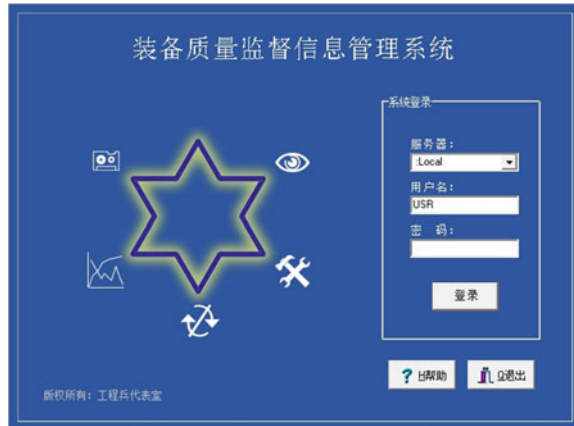 装备质量监督信息管理系统
系统登录
服务器：
:Local
用户名：
USR
密 码：
登录
H帮助
Q退出
版权所有：工程兵代表室